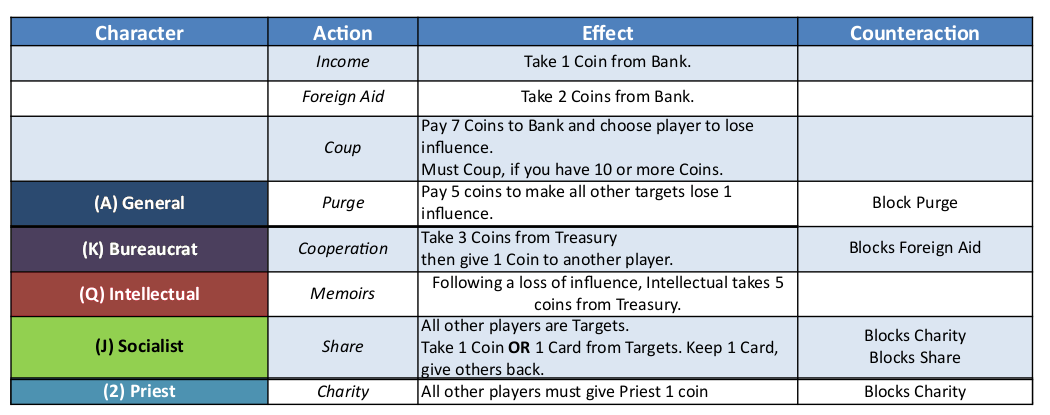 Character Action Effect Counteraction
Income Take 1 Coin from Bank.
Foreign Aid Take 2 Coins from Bank.
Coup Pay 7 Coins to Bank and choose player to lose
influence.
Must Coup, if you have 10 or more Coins.
(A) General Purge Pay 5 coins to make all other targets lose 1
influence.
Block Purge
(K) Bureaucrat Cooperation Take 3 Coins from Treasury
then give 1 Coin to another player.
Blocks Foreign Aid
(Q) Intellectual Memoirs Following a loss of influence, Intellectual takes 5
coins from Treasury.
(J) Socialist Share All other players are Targets.
Take 1 Coin OR 1 Card from Targets. Keep 1 Card,
give others back.
Blocks Charity
Blocks Share
(2) Priest Charity All other players must give Priest 1 coin Blocks Charity